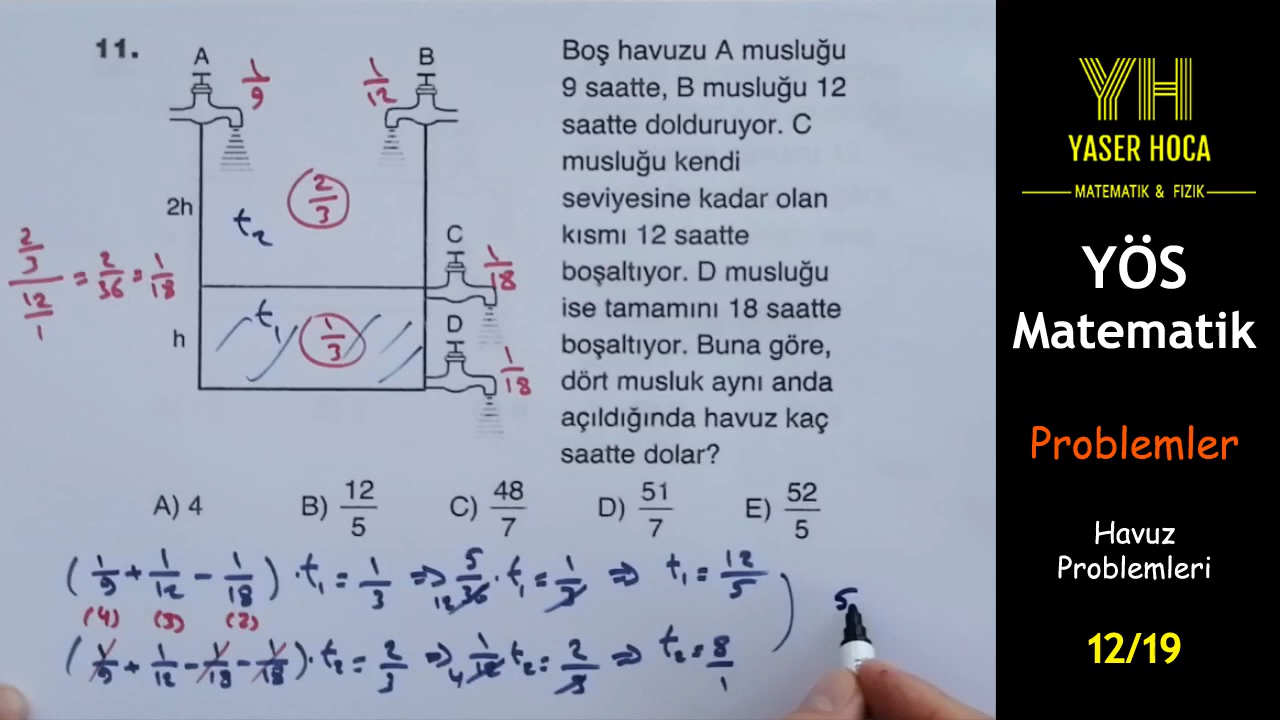 11.
A
1/9
1/12
B
Boş havuzu A musluğu
9 saatte, B musluğu 12
saatte dolduruyor. C
musluğu kendi
seviyesine kadar olan
kısmı 12 saatte
boşaltıyor. D musluğu
ise tamamını 18 saatte
boşaltıyor. Buna göre,
dört musluk aynı anda
açıldığında havuz kaç
saatte dolar?
2h
t₂
2/3
C
1/18
(2/3)/(12/1) = 2/36 = 1/18
h
t₁
1/3
D
1/18
A) 4 B) 12/5 C) 48/7 D) 51/7 E) 52/5
(1/9 + 1/12 - 1/18) · t₁ = 1/3 ⇒ 5/36 · t₁ = 1/3 ⇒ t₁ = 12/5
12
(4) (3) (2)
(1/9 + 1/12 - 1/18 - 1/18) · t₂ = 2/3 ⇒ 1/12 t₂ = 2/3 ⇒ t₂ = 8/1
4
) 5
YH
YASER HOCA
MATEMATIK & FIZIK
YÖS
Matematik
Problemler
Havuz
Problemleri
12/19